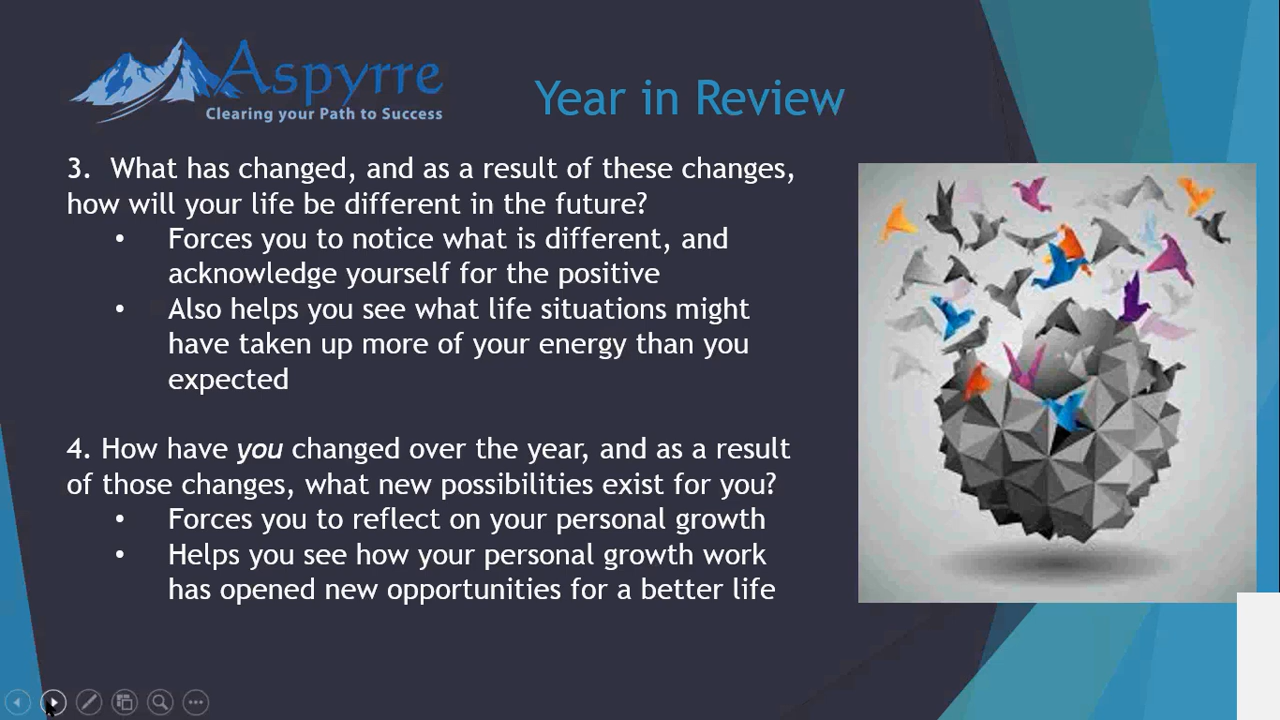 Aspyrre
Clearing your Path to Success
Year in Review
3. What has changed, and as a result of these changes,
how will your life be different in the future?
• Forces you to notice what is different, and
acknowledge yourself for the positive
• Also helps you see what life situations might
have taken up more of your energy than you
expected
4. How have you changed over the year, and as a result
of those changes, what new possibilities exist for you?
• Forces you to reflect on your personal growth
• Helps you see how your personal growth work
has opened new opportunities for a better life